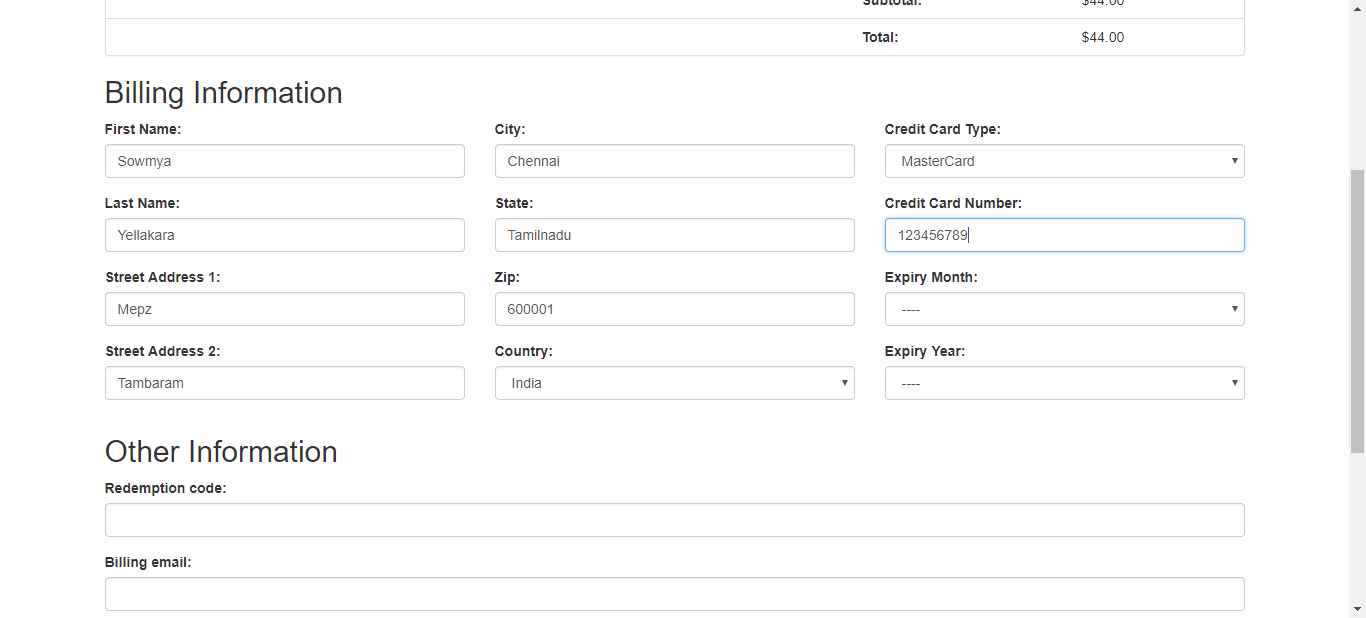 Subtotal: $44.00
Total: $44.00
Billing Information
First Name: City: Credit Card Type:
Sowmya Chennai MasterCard
Last Name: State: Credit Card Number:
Yellakara Tamilnadu 123456789
Street Address 1: Zip: Expiry Month:
Mepz 600001 ----
Street Address 2: Country: Expiry Year:
Tambaram India ----
Other Information
Redemption code:
Billing email: